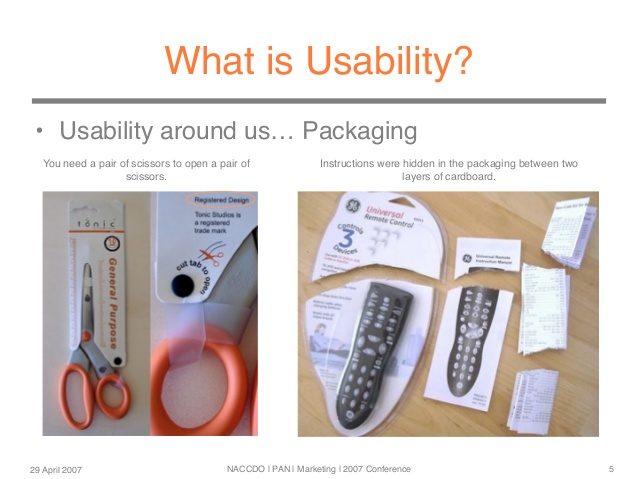 What is Usability?
• Usability around us… Packaging
You need a pair of scissors to open a pair of
scissors.
Instructions were hidden in the packaging between two
layers of cardboard.
tonic
General Purpose
Registered Design
Tonic Studios is
a registered
trade mark
cut tab to open
GE
Universal
Remote Control
Controls
3
Devices
Universal Remote
Instruction Manual
29 April 2007
NACCDO | PAN | Marketing | 2007 Conference
5